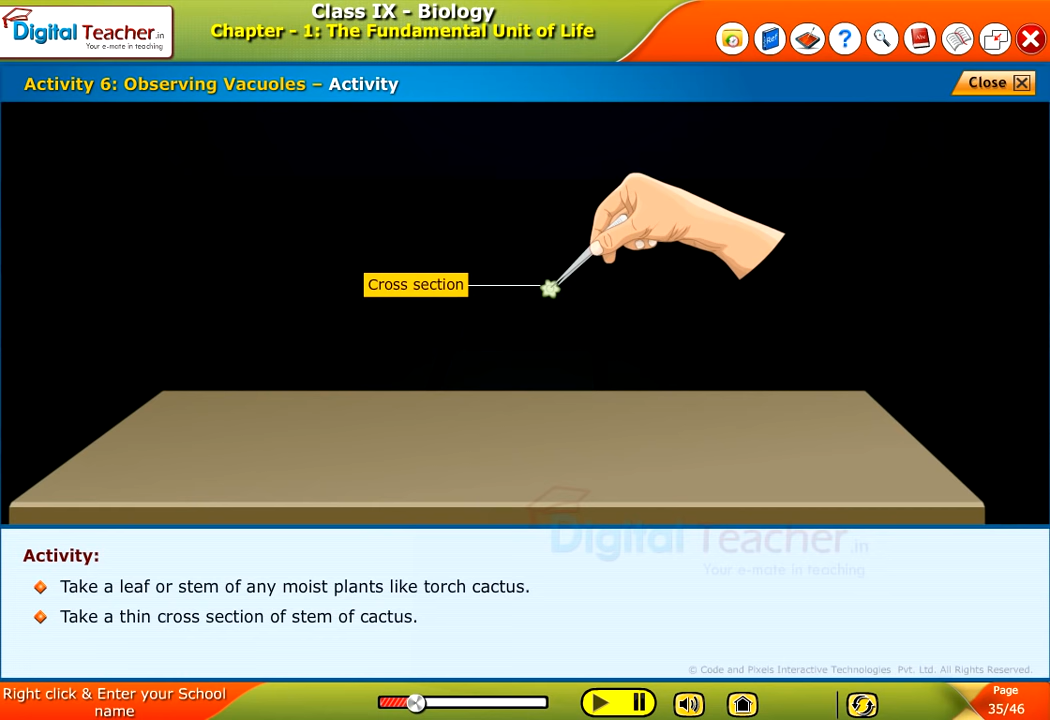 Digital Teacher.in
Your e-mate in teaching
Class IX - Biology
Chapter - 1: The Fundamental Unit of Life
Ref
?
Activity 6: Observing Vacuoles – Activity
Close
Cross section
Digital Teacher.in
Your e-mate in teaching
Activity:
Take a leaf or stem of any moist plants like torch cactus.
Take a thin cross section of stem of cactus.
© Code and Pixels Interactive Technologies Pvt. Ltd. All Rights Reserved.
Right click & Enter your School
name
Page
35/46